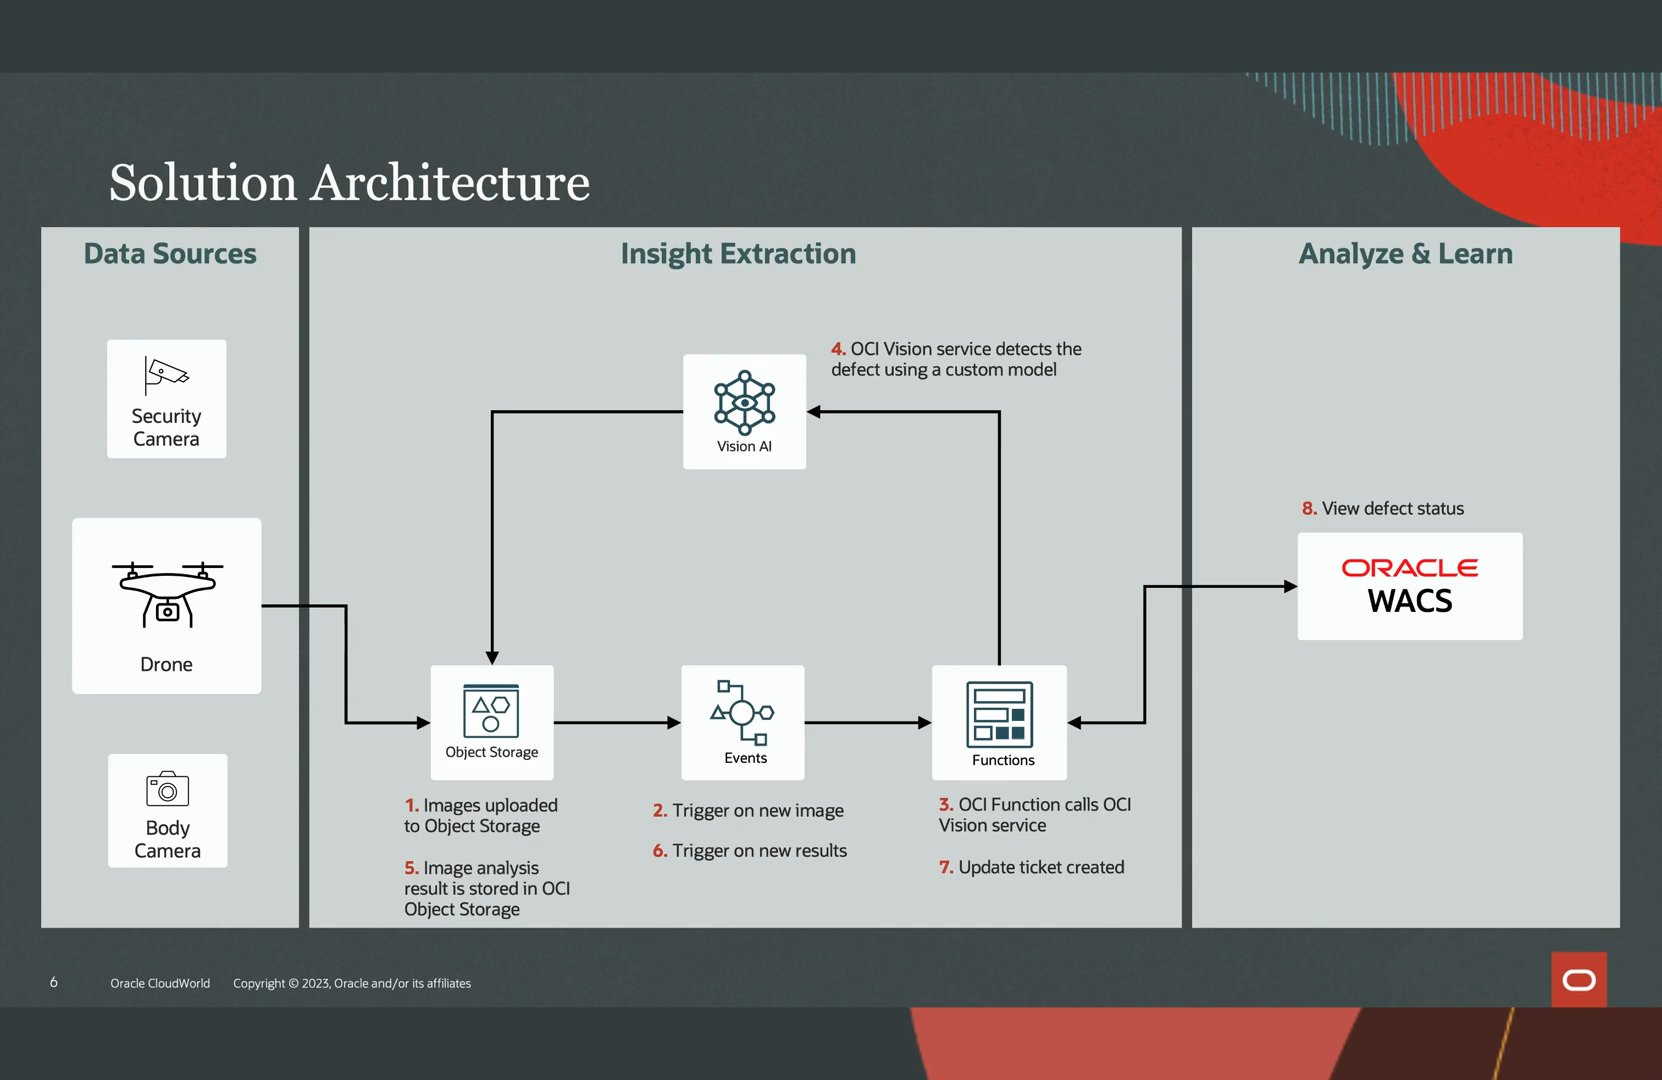 Solution Architecture
Data Sources
Insight Extraction
Analyze & Learn
Security
Camera
Drone
Body
Camera
4. OCI Vision service detects the
defect using a custom model
Vision AI
Object Storage
Events
Functions
1. Images uploaded
to Object Storage
5. Image analysis
result is stored in OCI
Object Storage
2. Trigger on new image
6. Trigger on new results
3. OCI Function calls OCI
Vision service
7. Update ticket created
8. View defect status
ORACLE
WACS
6 Oracle CloudWorld Copyright © 2023, Oracle and/or its affiliates